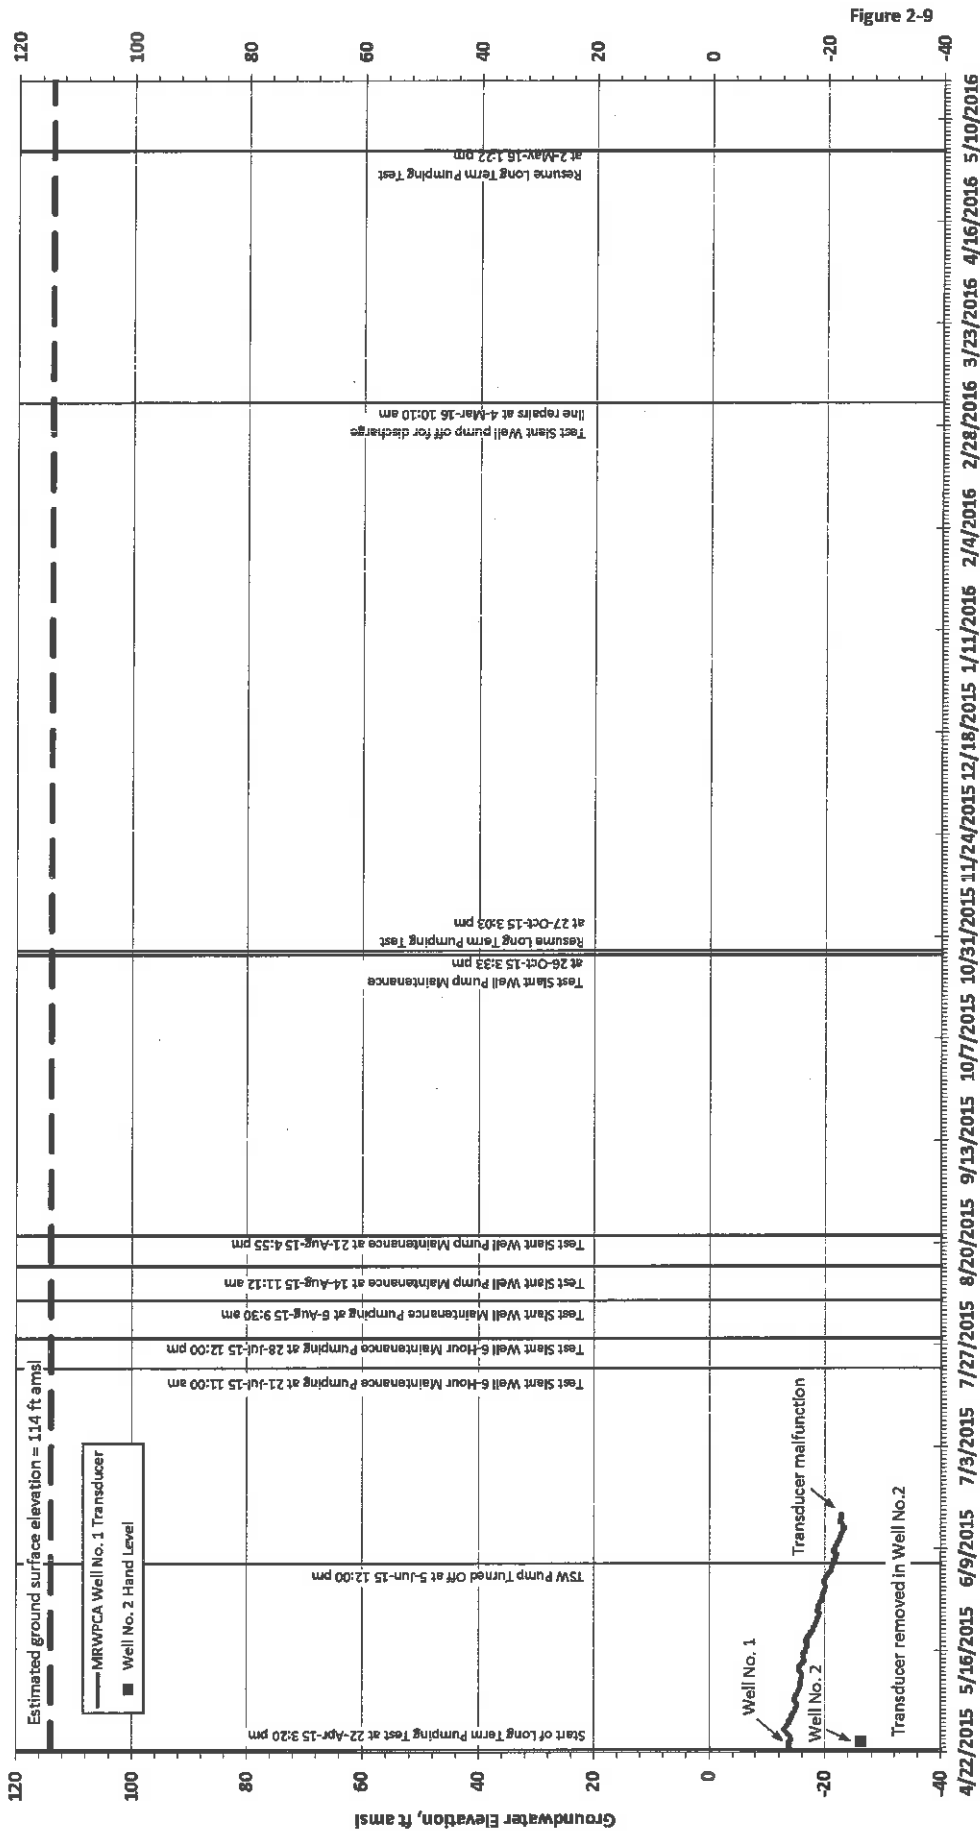 Figure 2-9
120
100
80
60
40
20
0
-20
-40
Groundwater Elevation, ft amsl
120
100
80
60
40
20
0
-20
-40
Estimated ground surface elevation = 114 ft amsl
MRWPCA Well No. 1 Transducer
Well No. 2 Hand Level
Start of Long Term Pumping Test at 22-Apr-15 3:20 pm
TSW Pump Turned Off at 5-Jun-15 12:00 pm
Test Slant Well 6-Hour Maintenance Pumping at 21-Jul-15 11:00 am
Test Slant Well 6-Hour Maintenance Pumping at 28-Jul-15 12:00 pm
Test Slant Well Maintenance Pumping at 6-Aug-15 9:30 am
Test Slant Well Pump Maintenance at 14-Aug-15 11:12 am
Test Slant Well Pump Maintenance at 21-Aug-15 4:55 pm
Test Slant Well Pump Maintenance
at 26-Oct-15 3:33 pm
Resume Long Term Pumping Test
at 27-Oct-15 3:03 pm
Test Slant Well pump off for discharge
line repairs at 4-Mar-16 10:10 am
Resume Long Term Pumping Test
at 2-May-16 1:22 pm
Well No. 1
Well No. 2
Transducer malfunction
Transducer removed in Well No.2
4/22/2015 5/16/2015 6/9/2015 7/3/2015 7/27/2015 8/20/2015 9/13/2015 10/7/2015 10/31/2015 11/24/2015 12/18/2015 1/11/2016 2/4/2016 2/28/2016 3/23/2016 4/16/2016 5/10/2016